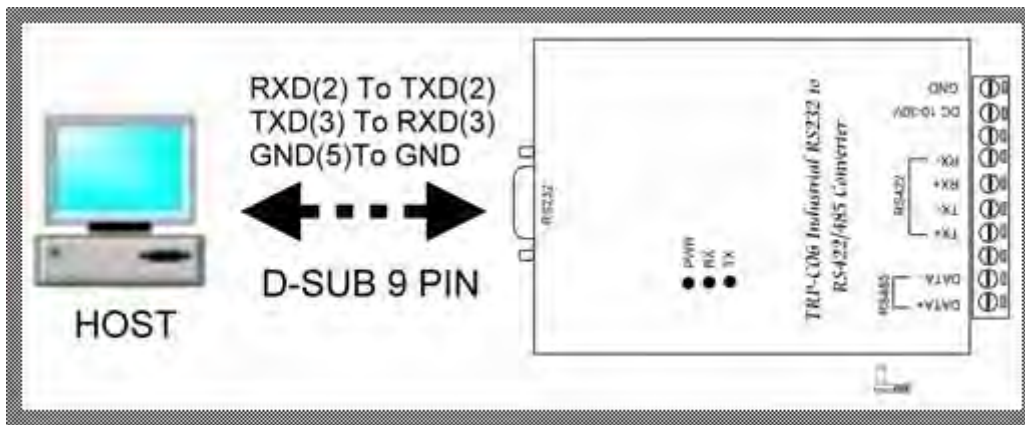 RXD(2) To TXD(2)
TXD(3) To RXD(3)
GND(5)To GND
D-SUB 9 PIN
HOST
RS232
PWR
RX
TX
TRP-C06 Industrial RS232 to
RS422/485 Converter
GND
DC 10-30V
RS422
RX-
RX+
TX-
TX+
RS485
DATA-
DATA+